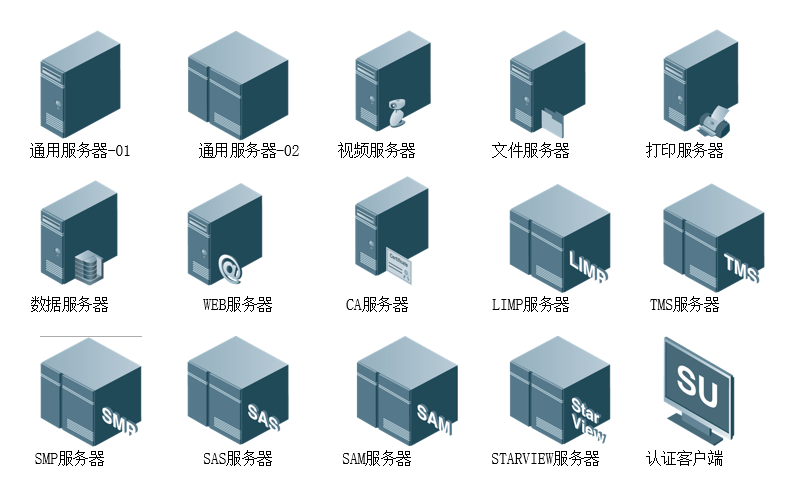 通用服务器-01
通用服务器-02
视频服务器
文件服务器
打印服务器
@
Certificate
LIMP
TMS
数据服务器
WEB服务器
CA服务器
LIMP服务器
TMS服务器
SMP
SAS
SAM
Star
View
SU
SMP服务器
SAS服务器
SAM服务器
STARVIEW服务器
认证客户端